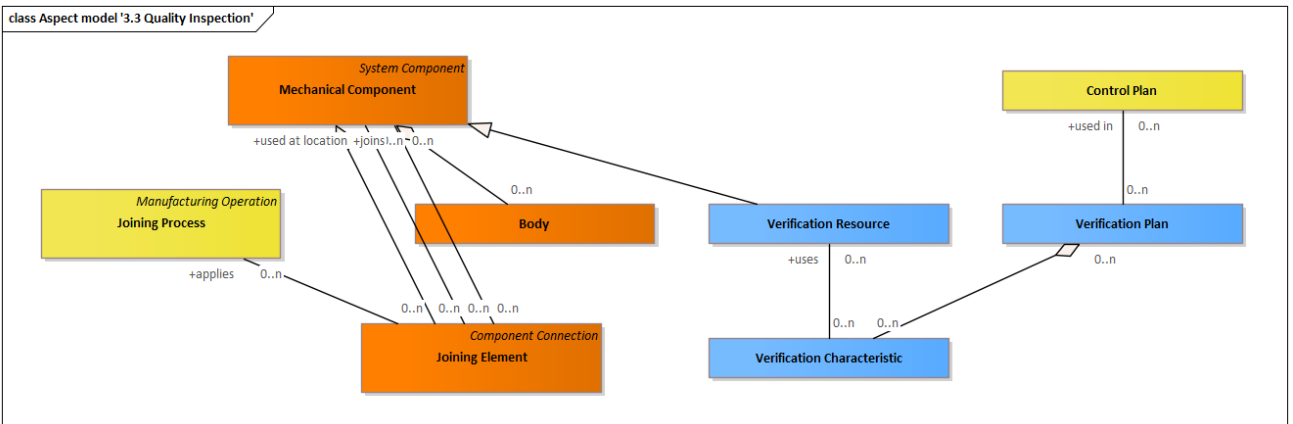 class Aspect model '3.3 Quality Inspection'
System Component
Mechanical Component
Control Plan
+used at location +joins 0..n 0..n
+used in 0..n
Manufacturing Operation
Joining Process
0..n
0..n
Body
Verification Resource
Verification Plan
+applies 0..n
+uses 0..n
0..n
0..n 0..n 0..n 0..n
0..n 0..n
Component Connection
Joining Element
Verification Characteristic